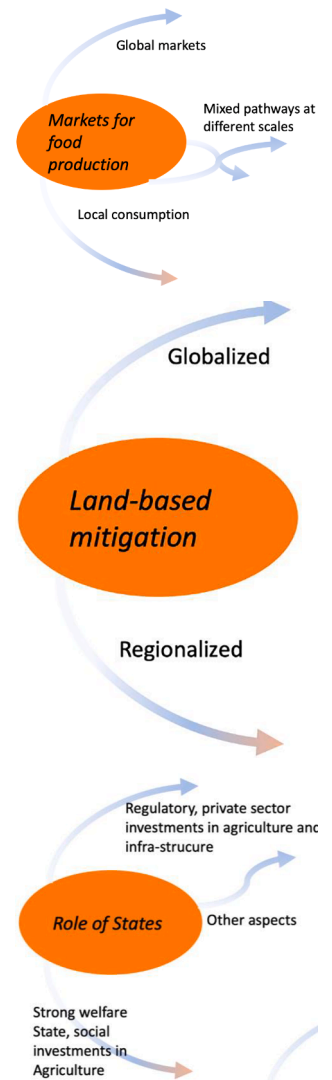 Global markets
Markets for
food
production
Mixed pathways at
different scales
Local consumption
Globalized
Land-based
mitigation
Regionalized
Regulatory, private sector
investments in agriculture and
infra-strucure
Role of States
Other aspects
Strong welfare
State, social
investments in
Agriculture